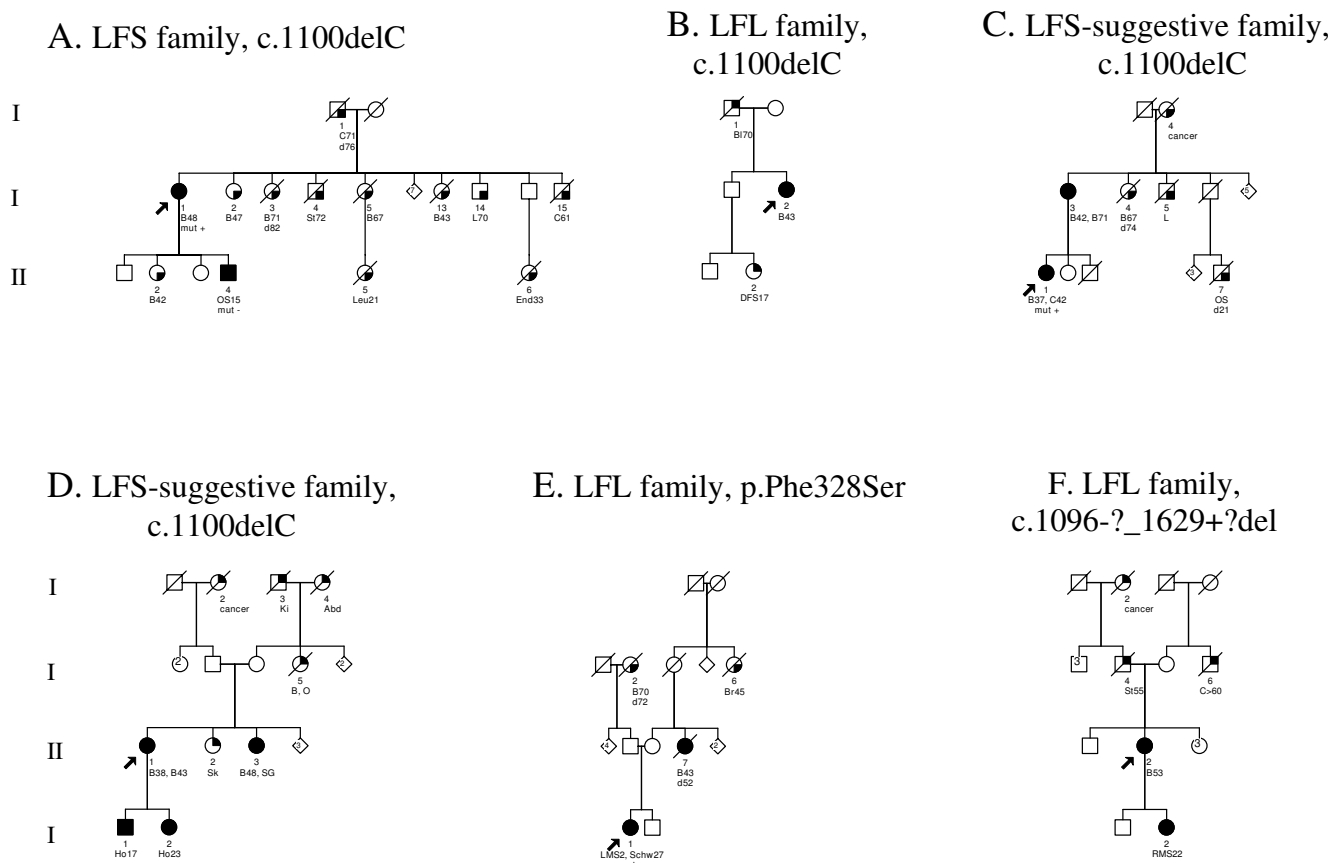 A. LFS family, c.1100delC
B. LFL family,
c.1100delC
C. LFS-suggestive family,
c.1100delC
I
1
C71
d76
1
Bl70
4
cancer
I
1
B48
mut +
2
B47
3
B71
d82
4
St72
5
B67
7
13
B43
14
L70
15
C61
2
B43
3
B42, B71
4
B67
d74
5
L
5
II
2
B42
4
OS15
mut -
5
Leu21
6
End33
2
DFS17
1
B37, C42
mut +
3
7
OS
d21
D. LFS-suggestive family,
c.1100delC
E. LFL family, p.Phe328Ser
F. LFL family,
c.1096-?_1629+?del
I
2
cancer
3
Ki
4
Abd
2
cancer
I
2
5
B, O
2
2
B70
d72
6
Br45
3
4
St55
6
C>60
II
1
B38, B43
2
Sk
3
B48, SG
3
4
7
B43
d52
2
2
B53
3
I
1
Ho17
2
Ho23
1
LMS2, Schw27
2
RMS22